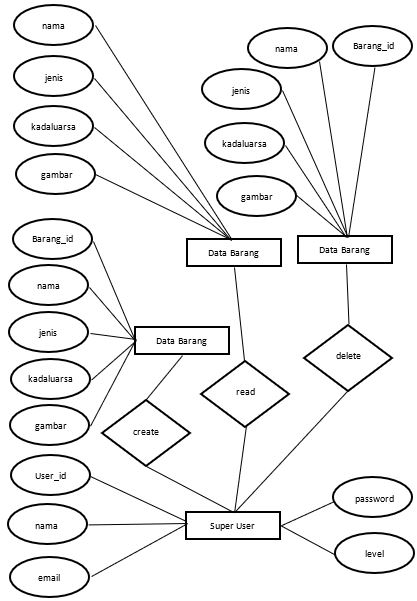 nama
jenis
kadaluarsa
gambar
nama
Barang_id
jenis
kadaluarsa
gambar
Data Barang
Data Barang
Barang_id
nama
jenis
kadaluarsa
gambar
Data Barang
create
read
delete
User_id
nama
email
Super User
password
level